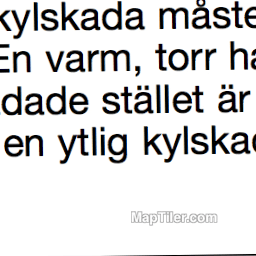 kylskada måste
En varm, torr ha
dade stället är
en ytlig kylskad
MapTiler.com